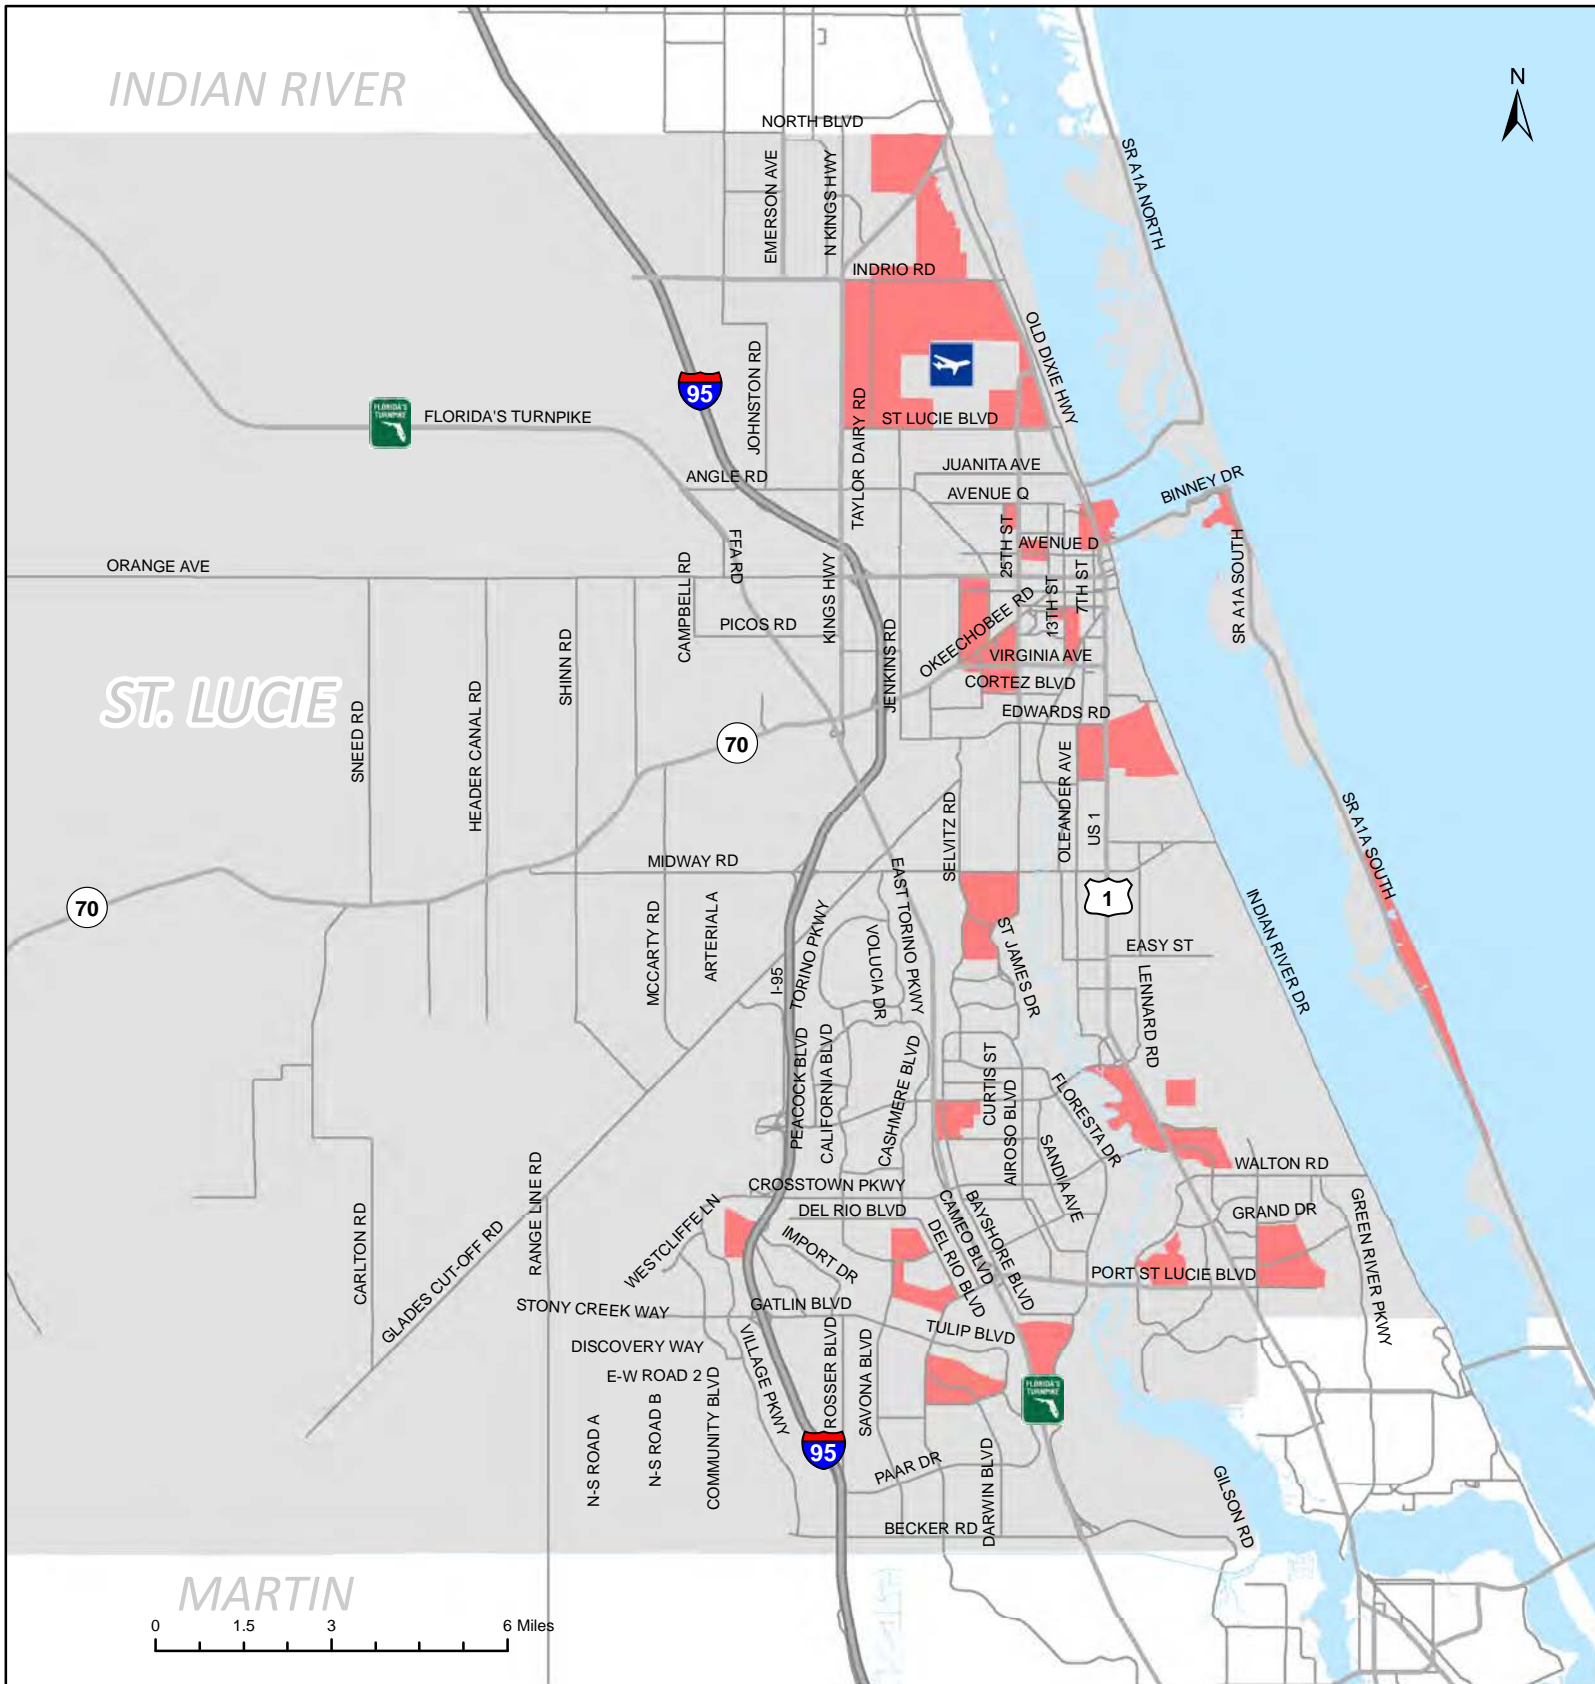 INDIAN RIVER
N
NORTH BLVD
SR A1A NORTH
EMERSON AVE
N KINGS HWY
INDRIO RD
OLD DIXIE HWY
JOHNSTON RD
95
FLORIDA'S TURNPIKE
FLORIDA'S TURNPIKE
TAYLOR DAIRY RD
ST LUCIE BLVD
JUANITA AVE
ANGLE RD
BINNEY DR
AVENUE Q
25TH ST
AVENUE D
FFA RD
ORANGE AVE
CAMPBELL RD
KINGS HWY
13TH ST
7TH ST
SR A1A SOUTH
PICOS RD
OKEECHOBEE RD
SHINN RD
JENKINS RD
VIRGINIA AVE
CORTEZ BLVD
ST. LUCIE
SNEED RD
HEADER CANAL RD
EDWARDS RD
70
OLEANDER AVE
SELVITZ RD
US 1
SR A1A SOUTH
MIDWAY RD
70
EAST TORINO PKWY
1
MCCARTY RD
ARTERIAL A
TORINO PKWY
VOLUCIA DR
ST JAMES DR
EASY ST
INDIAN RIVER DR
I-95
LENNARD RD
PEACOCK BLVD
CALIFORNIA BLVD
CASHMERE BLVD
CURTIS ST
AIROSO BLVD
FLORESTA DR
SANDIA AVE
WALTON RD
RANGE LINE RD
CROSSTOWN PKWY
CARLTON RD
GLADES CUT-OFF RD
WESTCLIFFE LN
DEL RIO BLVD
CAMEO BLVD
BAYSHORE BLVD
GRAND DR
GREEN RIVER PKWY
IMPORT DR
DEL RIO BLVD
PORT ST LUCIE BLVD
STONY CREEK WAY
GATLIN BLVD
TULIP BLVD
DISCOVERY WAY
VILLAGE PKWY
ROSSER BLVD
SAVONA BLVD
E-W ROAD 2
FLORIDA'S TURNPIKE
N-S ROAD A
N-S ROAD B
COMMUNITY BLVD
95
PAAR DR
DARWIN BLVD
GILSON RD
BECKER RD
MARTIN
0 1.5 3 6 Miles